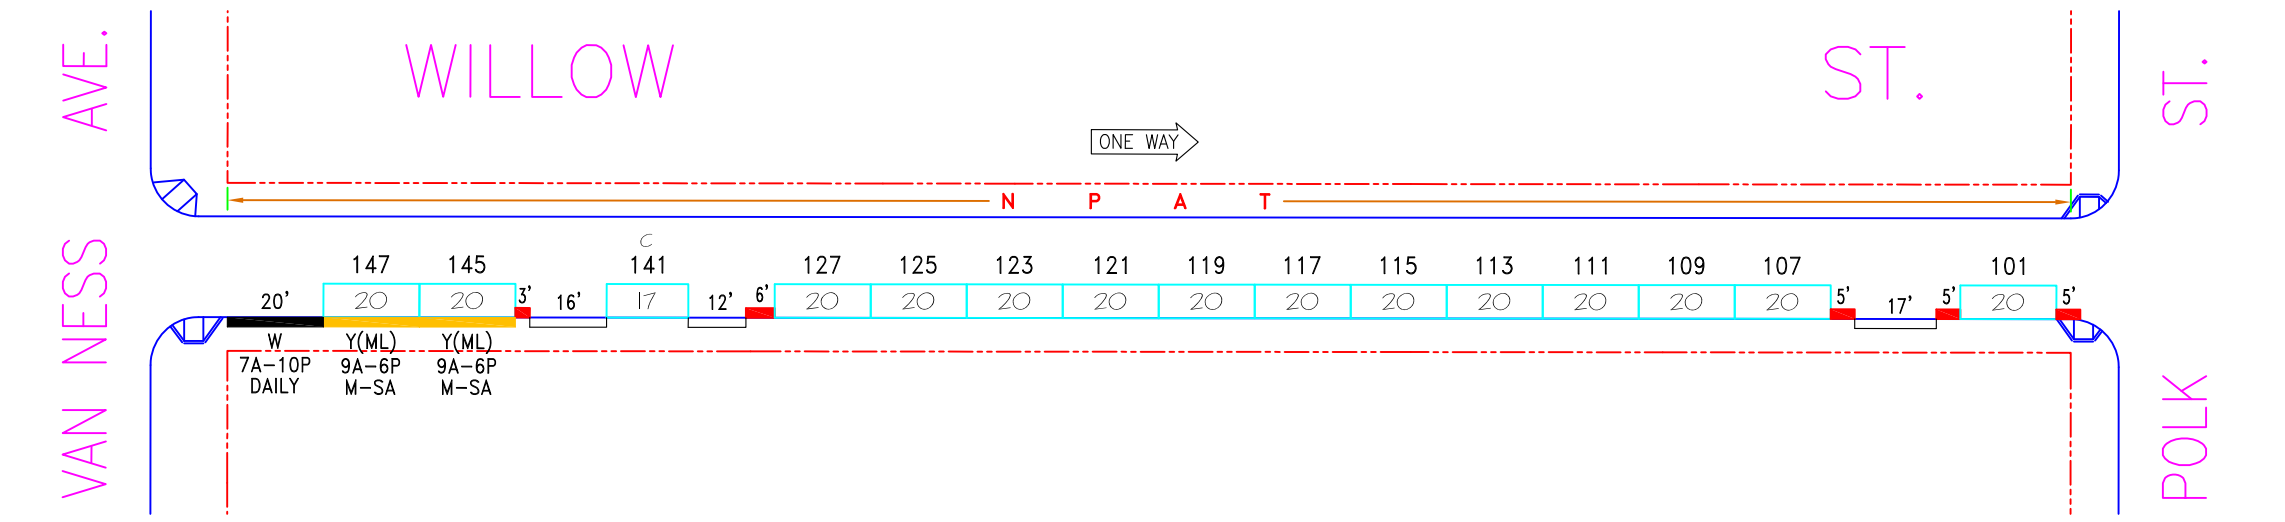 AVE.
WILLOW ST.
ST.
ONE WAY
N P A T
VAN NESS
C
147 145 141 127 125 123 121 119 117 115 113 111 109 107 101
20' 20 20 3' 16' 17 12' 6' 20 20 20 20 20 20 20 20 20 20 20 5' 17' 5' 20 5'
W Y(ML) Y(ML)
7A-10P 9A-6P 9A-6P
DAILY M-SA M-SA
POLK